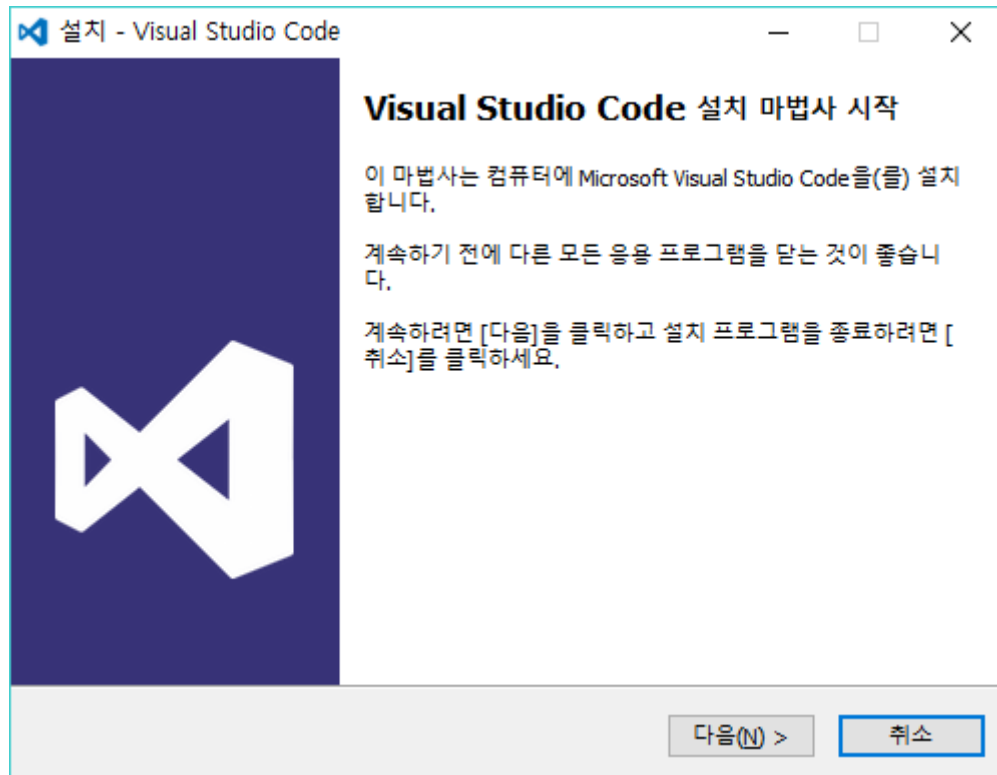 설치 - Visual Studio Code
Visual Studio Code 설치 마법사 시작
이 마법사는 컴퓨터에 Microsoft Visual Studio Code을(를) 설치
합니다.
계속하기 전에 다른 모든 응용 프로그램을 닫는 것이 좋습니
다.
계속하려면 [다음]을 클릭하고 설치 프로그램을 종료하려면 [
취소]를 클릭하세요.
다음(N) >
취소